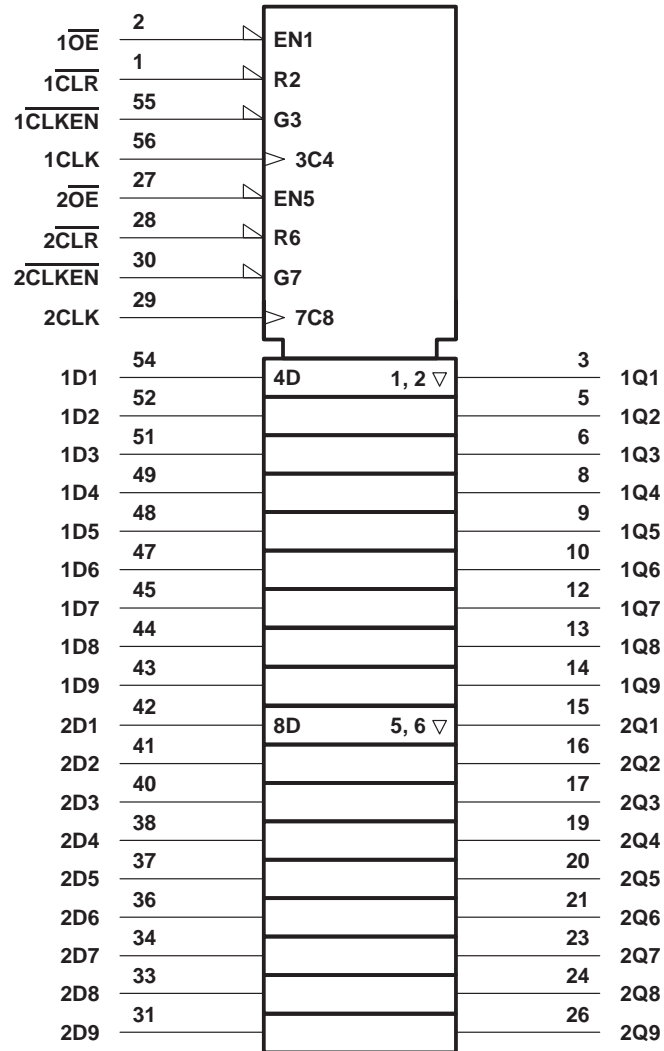 1OE 2 EN1
1CLR 1 R2
1CLKEN 55 G3
1CLK 56 3C4
2OE 27 EN5
2CLR 28 R6
2CLKEN 30 G7
2CLK 29 7C8
1D1 54 4D 1, 2 ▽ 3 1Q1
1D2 52 5 1Q2
1D3 51 6 1Q3
1D4 49 8 1Q4
1D5 48 9 1Q5
1D6 47 10 1Q6
1D7 45 12 1Q7
1D8 44 13 1Q8
1D9 43 14 1Q9
2D1 42 8D 5, 6 ▽ 15 2Q1
2D2 41 16 2Q2
2D3 40 17 2Q3
2D4 38 19 2Q4
2D5 37 20 2Q5
2D6 36 21 2Q6
2D7 34 23 2Q7
2D8 33 24 2Q8
2D9 31 26 2Q9